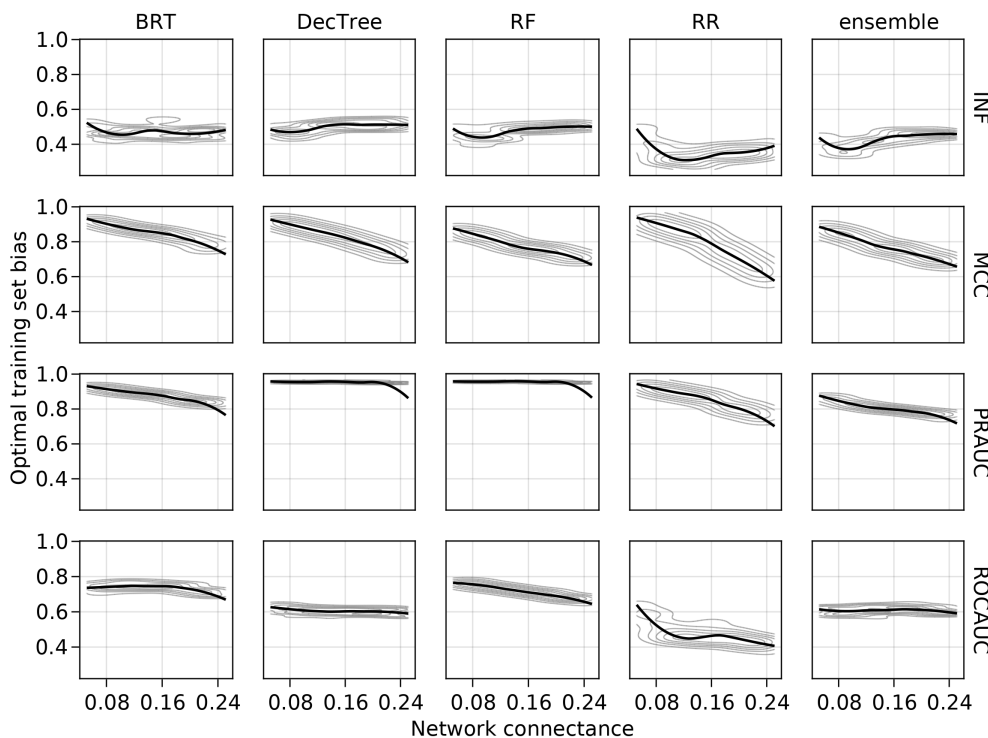 BRT DecTree RF RR ensemble
1.0
0.8
0.6
0.4
INF
1.0
0.8
0.6
0.4
MCC
1.0
0.8
0.6
0.4
PRAUC
1.0
0.8
0.6
0.4
ROCAUC
Optimal training set bias
0.08 0.16 0.24 0.08 0.16 0.24 0.08 0.16 0.24 0.08 0.16 0.24 0.08 0.16 0.24
Network connectance